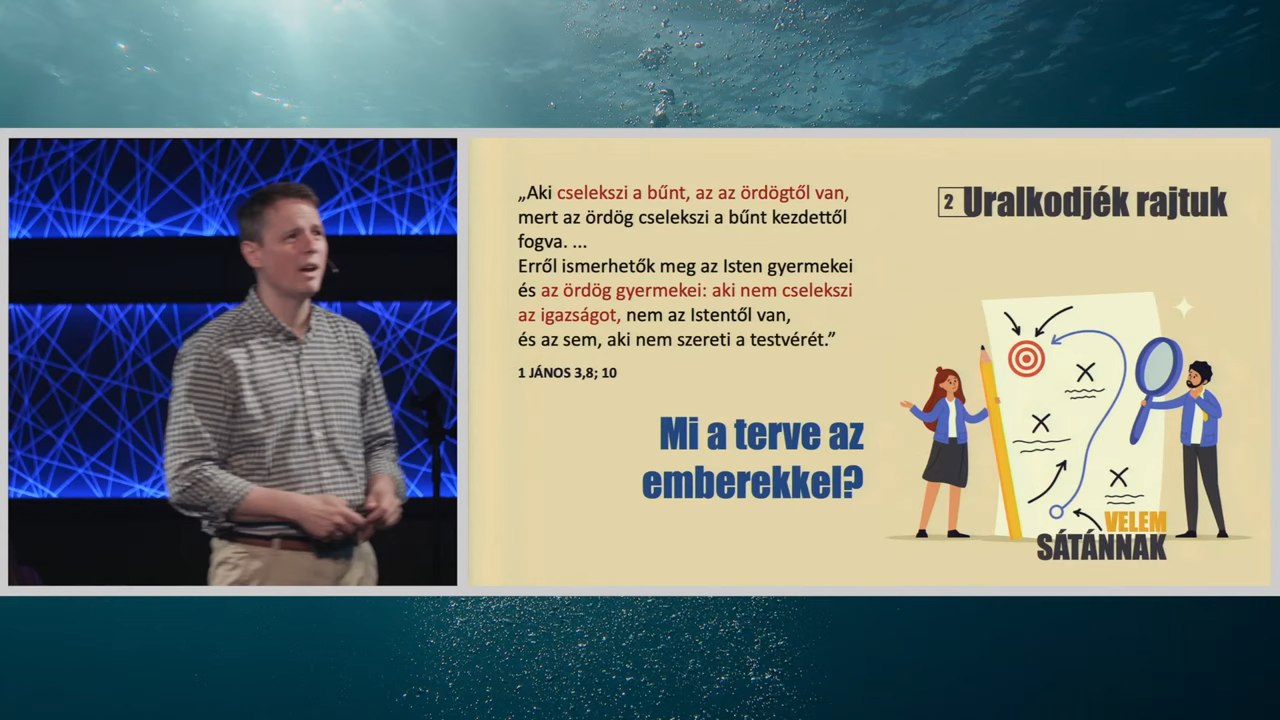 „Aki cselekszi a bűnt, az az ördögtől van,
mert az ördög cselekszi a bűnt kezdettől
fogva. ...
Erről ismerhetők meg az Isten gyermekei
és az ördög gyermekei: aki nem cselekszi
az igazságot, nem az Istentől van,
és az sem, aki nem szereti a testvérét.”
1 JÁNOS 3,8; 10
Mi a terve az
emberekkel?
2 Uralkodjék rajtuk
VELEM
SÁTÁNNAK